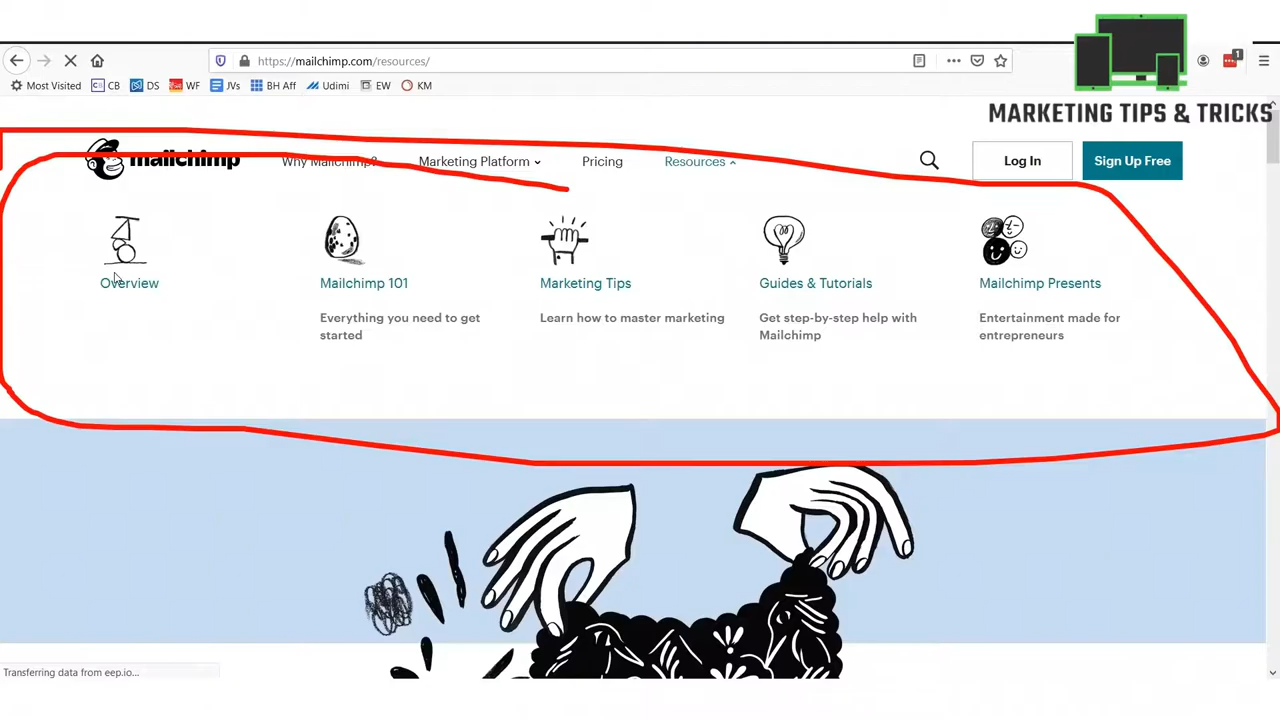 https://mailchimp.com/resources/
1
Most Visited CB DS WF JVs BH Aff Udimi EW KM
MARKETING TIPS & TRICKS
mailchimp Why Mailchimp? Marketing Platform Pricing Resources Log In Sign Up Free
Overview Mailchimp 101 Marketing Tips Guides & Tutorials Mailchimp Presents
Everything you need to get Learn how to master marketing Get step-by-step help with Entertainment made for
started Mailchimp entrepreneurs
Transferring data from eep.io...